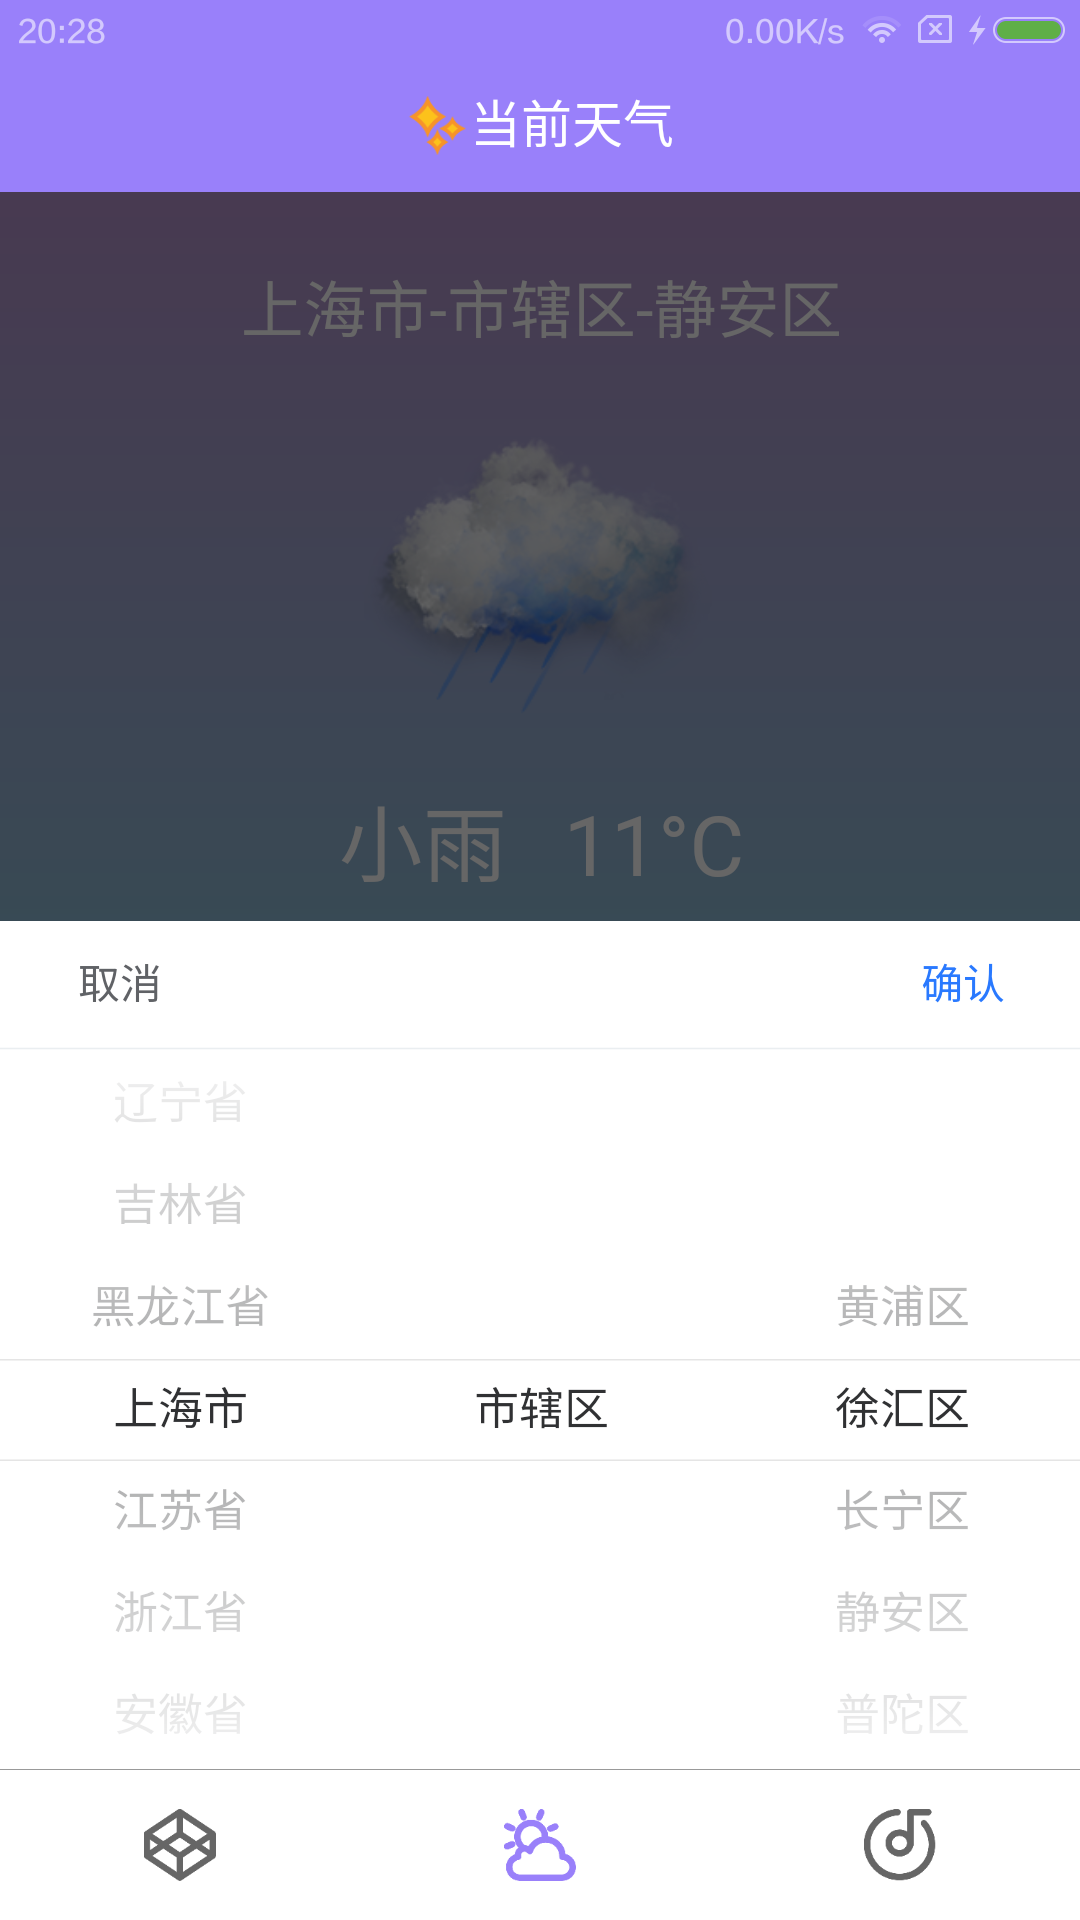 20:28 0.00K/s
✨当前天气
上海市-市辖区-静安区
小雨 11°C
取消 确认
辽宁省
吉林省
黑龙江省 黄浦区
上海市 市辖区 徐汇区
江苏省 长宁区
浙江省 静安区
安徽省 普陀区